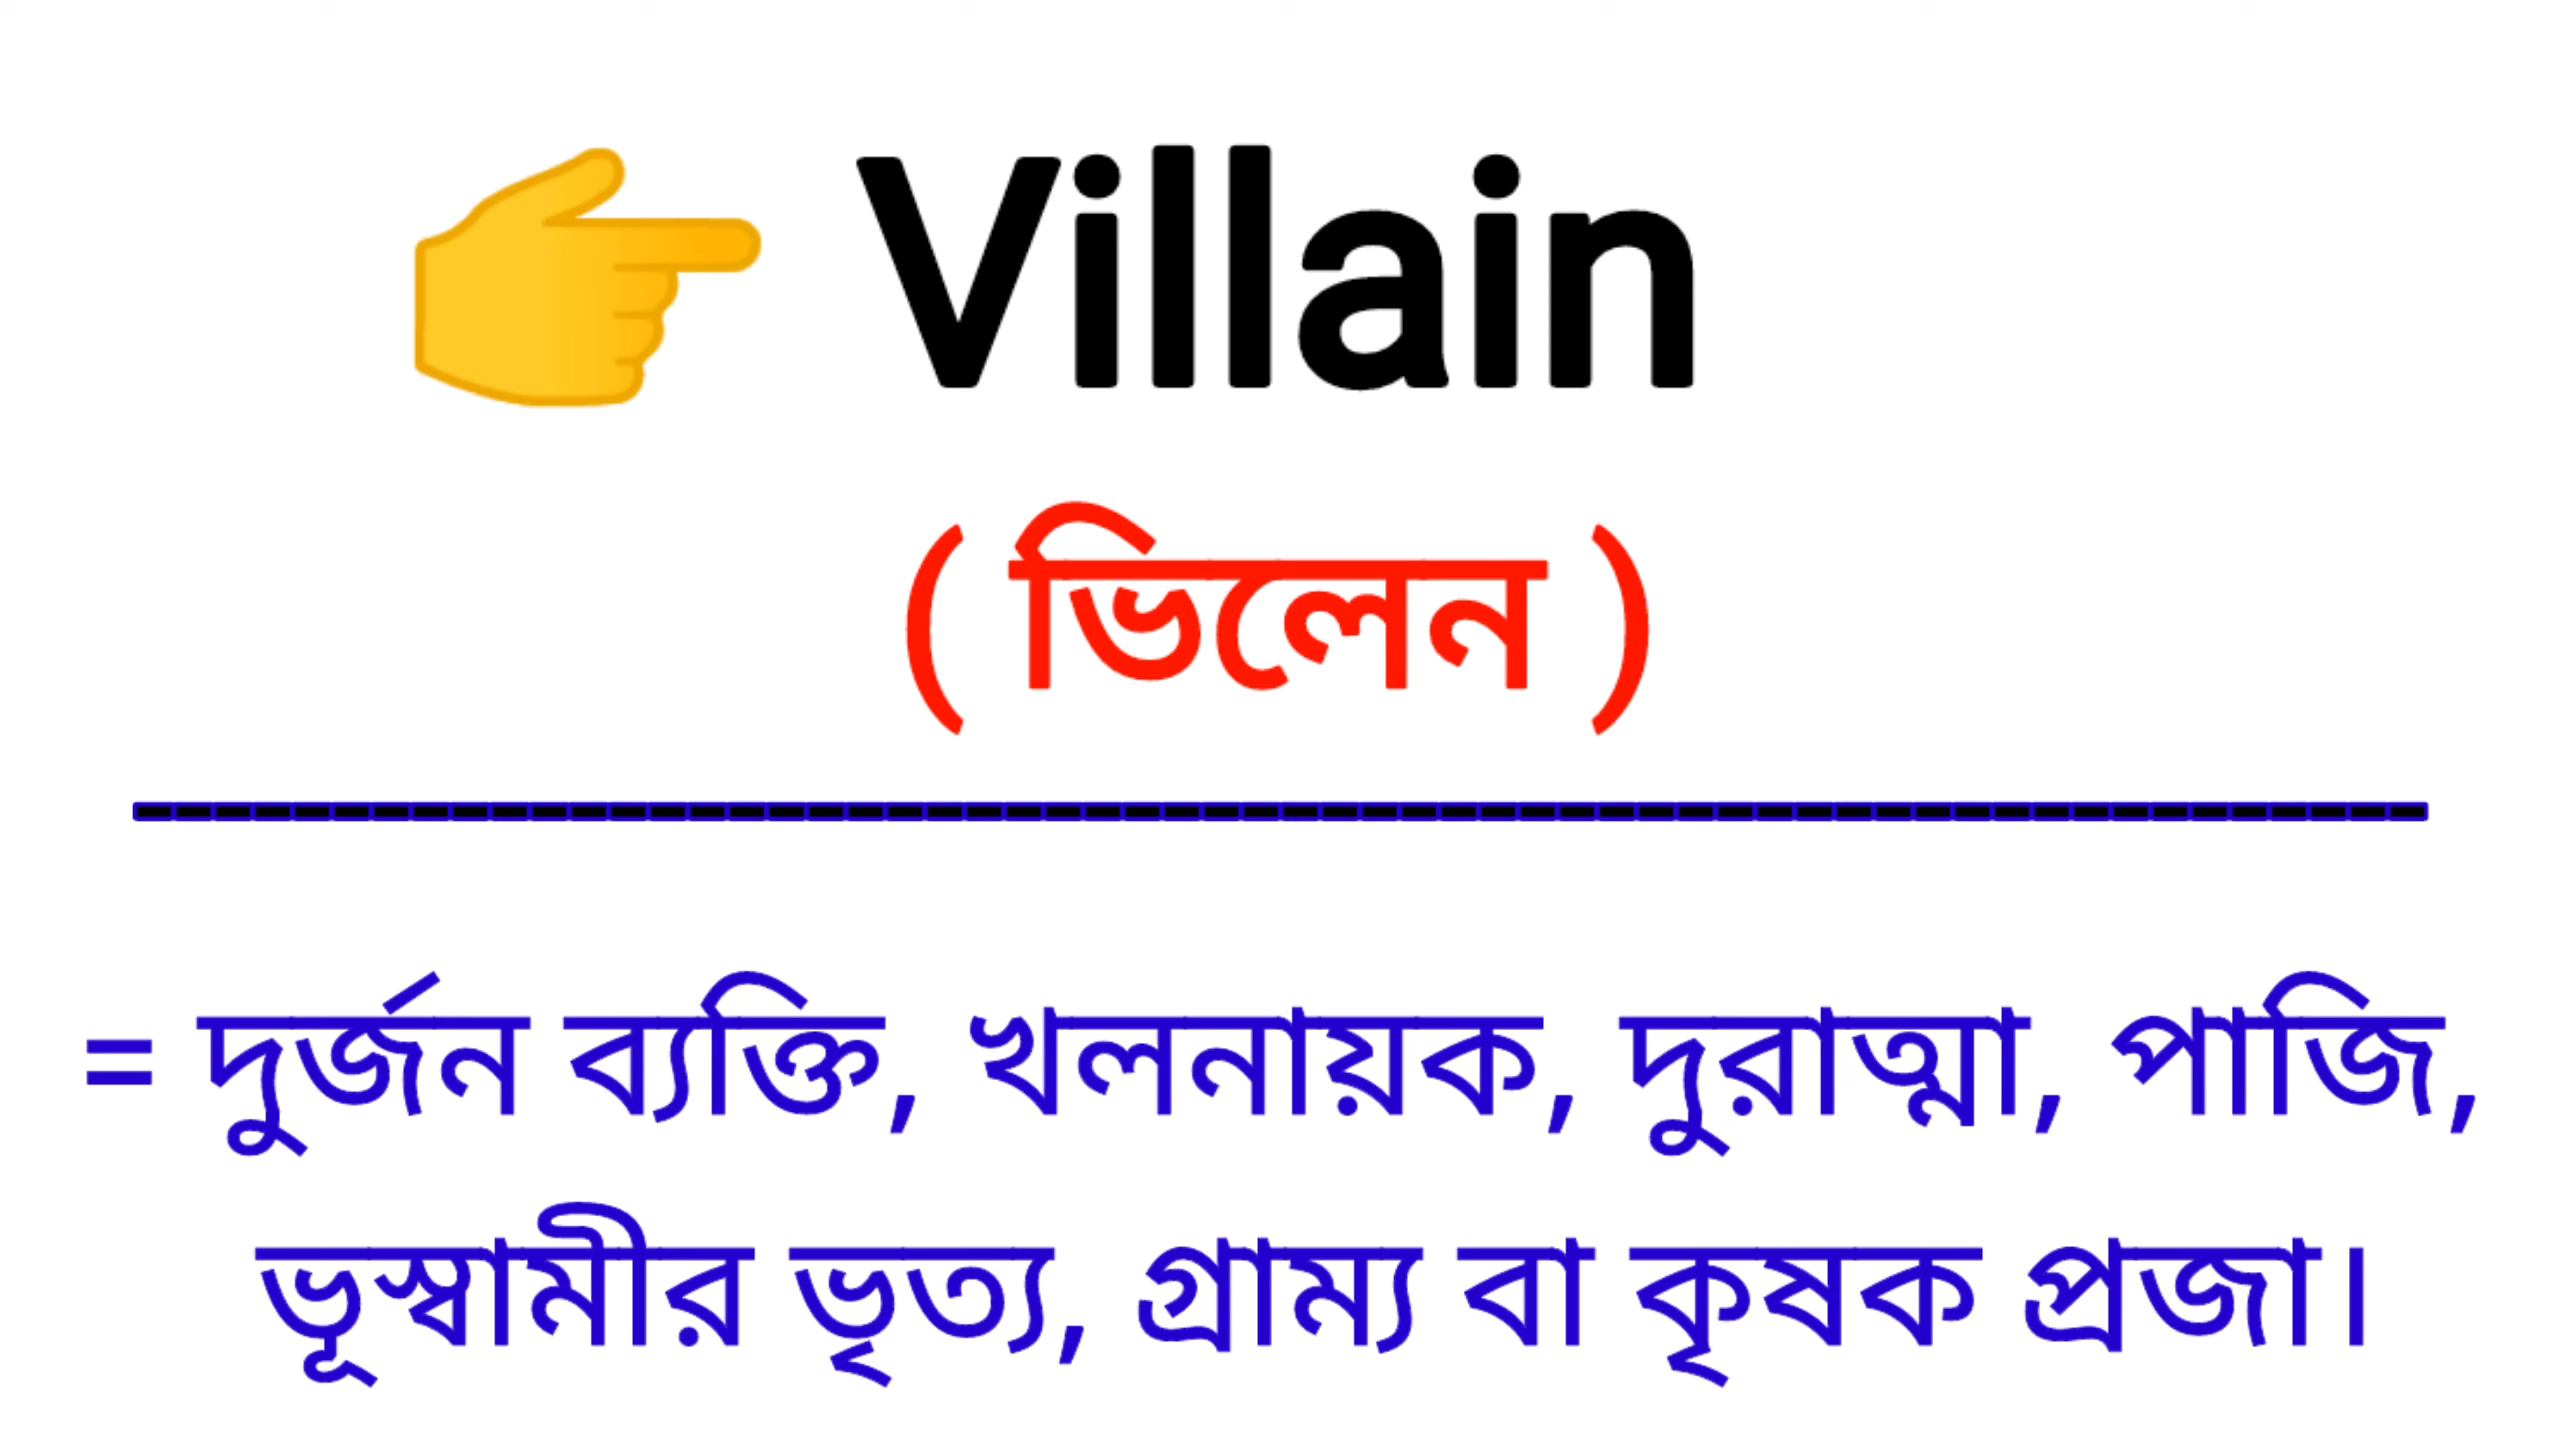 👉 Villain
( ভিলেন )
----------------------------------------------------------
= দুর্জন ব্যক্তি, খলনায়ক, দুরাত্মা, পাজি,
ভূস্বামীর ভৃত্য, গ্রাম্য বা কৃষক প্রজা।